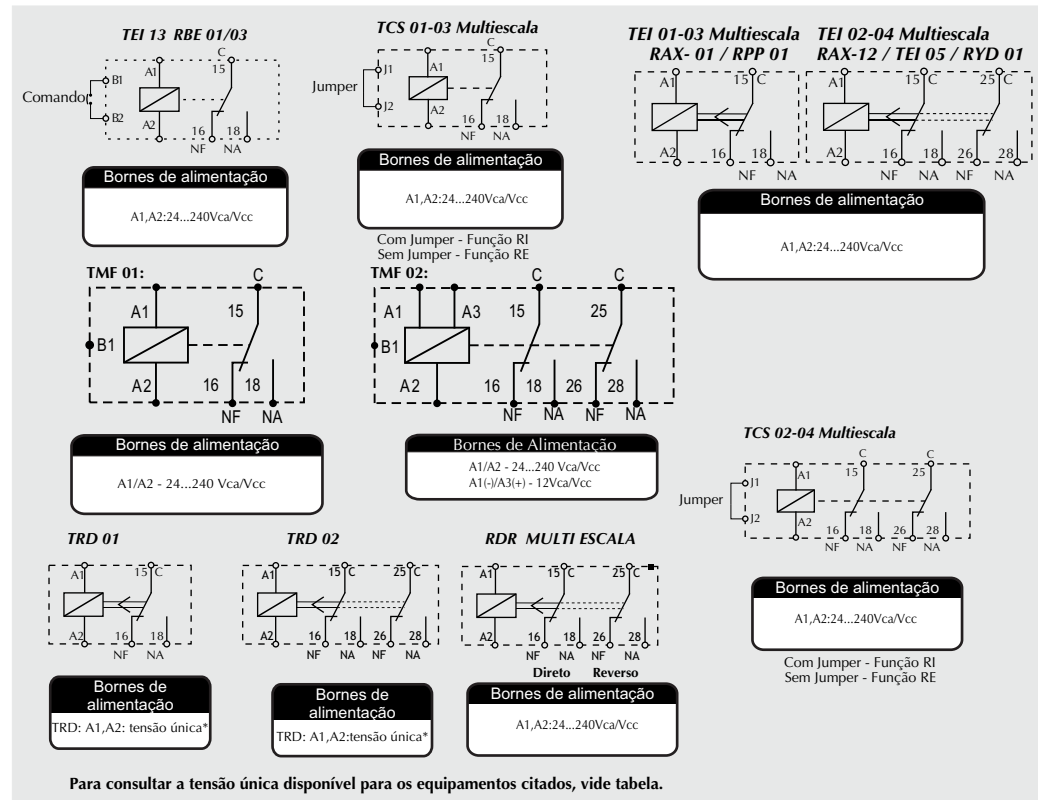 TEI 13 RBE 01/03
A1
C
15
B1
Comando
B2
A2
16
18
NF
NA
Bornes de alimentação
A1,A2:24...240Vca/Vcc
TCS 01-03 Multiescala
C
15
A1
J1
Jumper
J2
A2
16
18
NF
NA
Bornes de alimentação
A1,A2:24...240Vca/Vcc
Com Jumper - Função RI
Sem Jumper - Função RE
TEI 01-03 Multiescala
RAX- 01 / RPP 01
A1
15
C
A2
16
18
NF
NA
TEI 02-04 Multiescala
RAX-12 / TEI 05 / RYD 01
A1
15
C
25
C
A2
16
18
26
28
NF
NA
NF
NA
Bornes de alimentação
A1,A2:24...240Vca/Vcc
TMF 01:
C
A1
15
B1
A2
16
18
NF
NA
Bornes de alimentação
A1/A2 - 24...240 Vca/Vcc
TMF 02:
C
C
A1
A3
15
25
B1
A2
16
18
26
28
NF
NA
NF
NA
Bornes de Alimentação
A1/A2 - 24...240 Vca/Vcc
A1(-)/A3(+) - 12Vca/Vcc
TCS 02-04 Multiescala
C
C
A1
15
25
J1
Jumper
J2
A2
16
18
26
28
NF
NA
NF
NA
Bornes de alimentação
A1,A2:24...240Vca/Vcc
Com Jumper - Função RI
Sem Jumper - Função RE
TRD 01
A1
15
C
A2
16
18
NF
NA
Bornes de
alimentação
TRD: A1,A2: tensão única*
TRD 02
A1
15
C
25
C
A2
16
18
26
28
NF
NA
NF
NA
Bornes de
alimentação
TRD: A1,A2:tensão única*
RDR MULTI ESCALA
A1
15
C
25
C
A2
16
18
26
28
NF
NA
NF
NA
Direto
Reverso
Bornes de alimentação
A1,A2:24...240Vca/Vcc
Para consultar a tensão única disponível para os equipamentos citados, vide tabela.